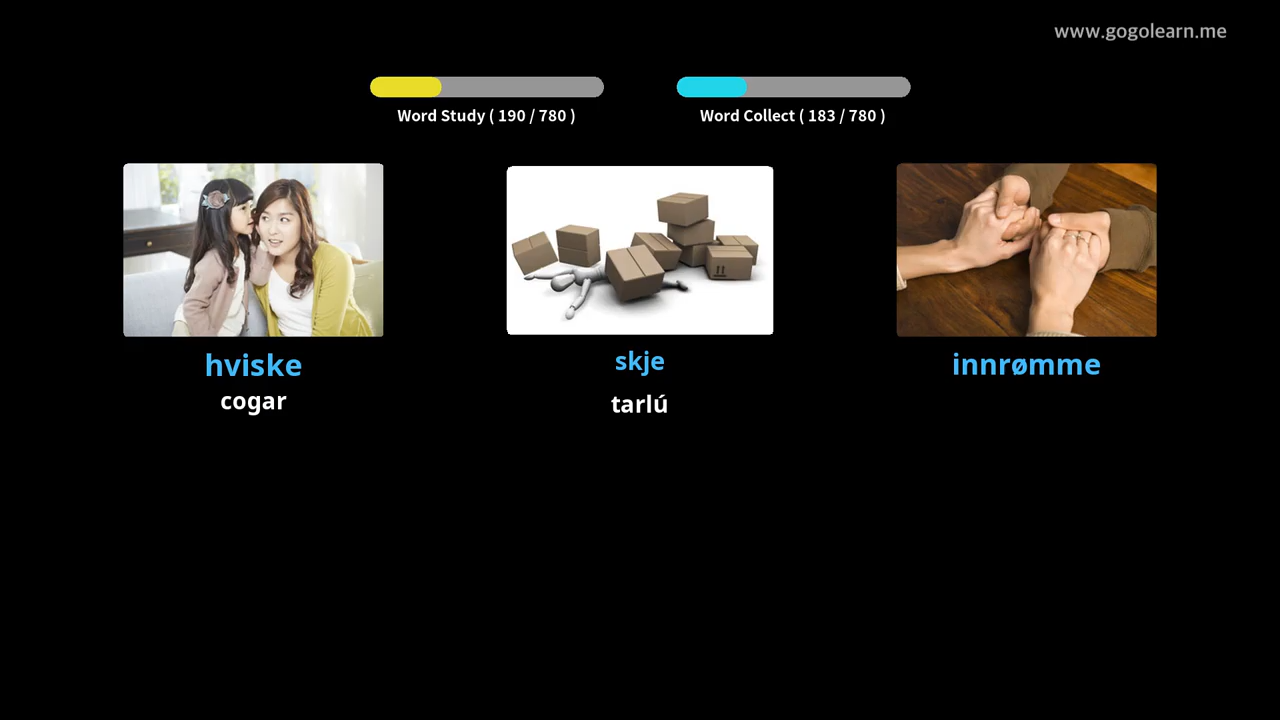 www.gogolearn.me
Word Study ( 190 / 780 )
Word Collect ( 183 / 780 )
hviske
cogar
skje
tarlú
innrømme